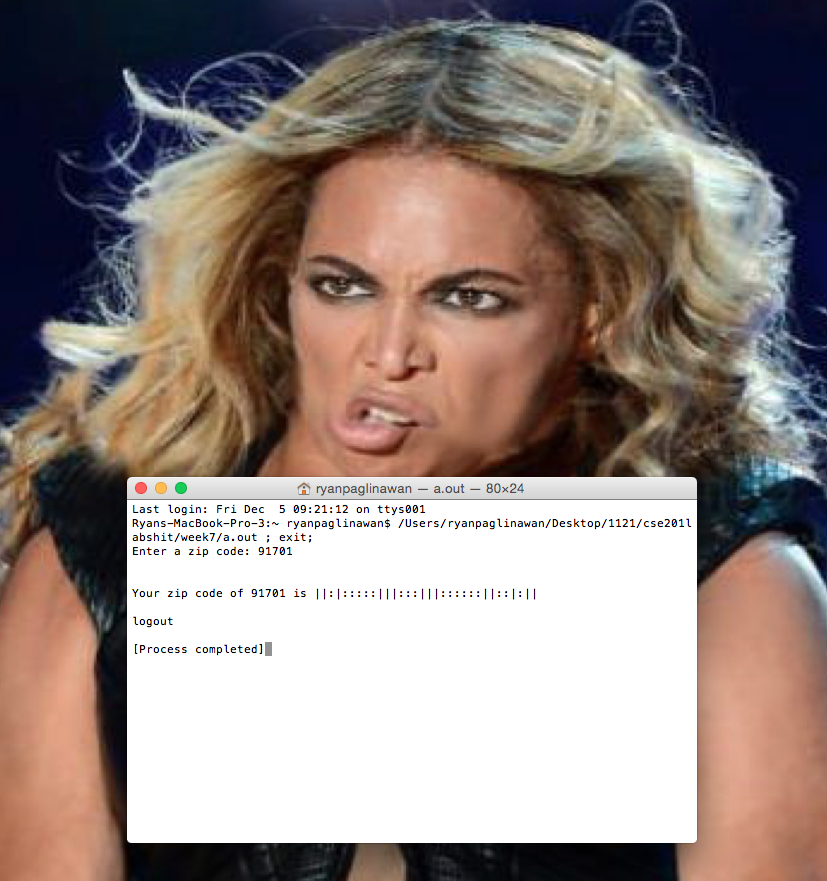 ryanpaglinawan — a.out — 80×24
Last login: Fri Dec  5 09:21:12 on ttys001
Ryans-MacBook-Pro-3:~ ryanpaglinawan$ /Users/ryanpaglinawan/Desktop/1121/cse201l
abshit/week7/a.out ; exit;
Enter a zip code: 91701
Your zip code of 91701 is ||:|:::::|||:::|||::::::||::|:||
logout
[Process completed]